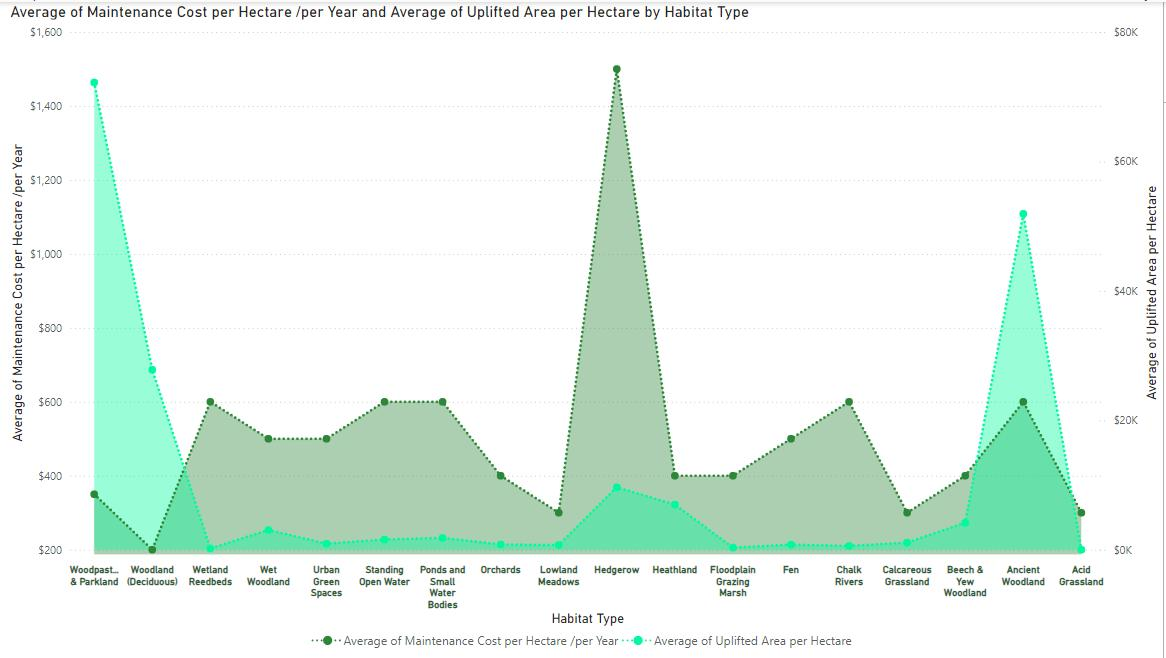 Average of Maintenance Cost per Hectare /per Year and Average of Uplifted Area per Hectare by Habitat Type
$1,600
$1,400
$1,200
$1,000
$800
$600
$400
$200
Average of Maintenance Cost per Hectare /per Year
$80K
$60K
$40K
$20K
$0K
Average of Uplifted Area per Hectare
Woodpast...
& Parkland
Woodland
(Deciduous)
Wetland
Reedbeds
Wet
Woodland
Urban
Green
Spaces
Standing
Open Water
Ponds and
Small
Water
Bodies
Orchards
Lowland
Meadows
Hedgerow
Heathland
Floodplain
Grazing
Marsh
Fen
Chalk
Rivers
Calcareous
Grassland
Beech &
Yew
Woodland
Ancient
Woodland
Acid
Grassland
Habitat Type
Average of Maintenance Cost per Hectare /per Year
Average of Uplifted Area per Hectare